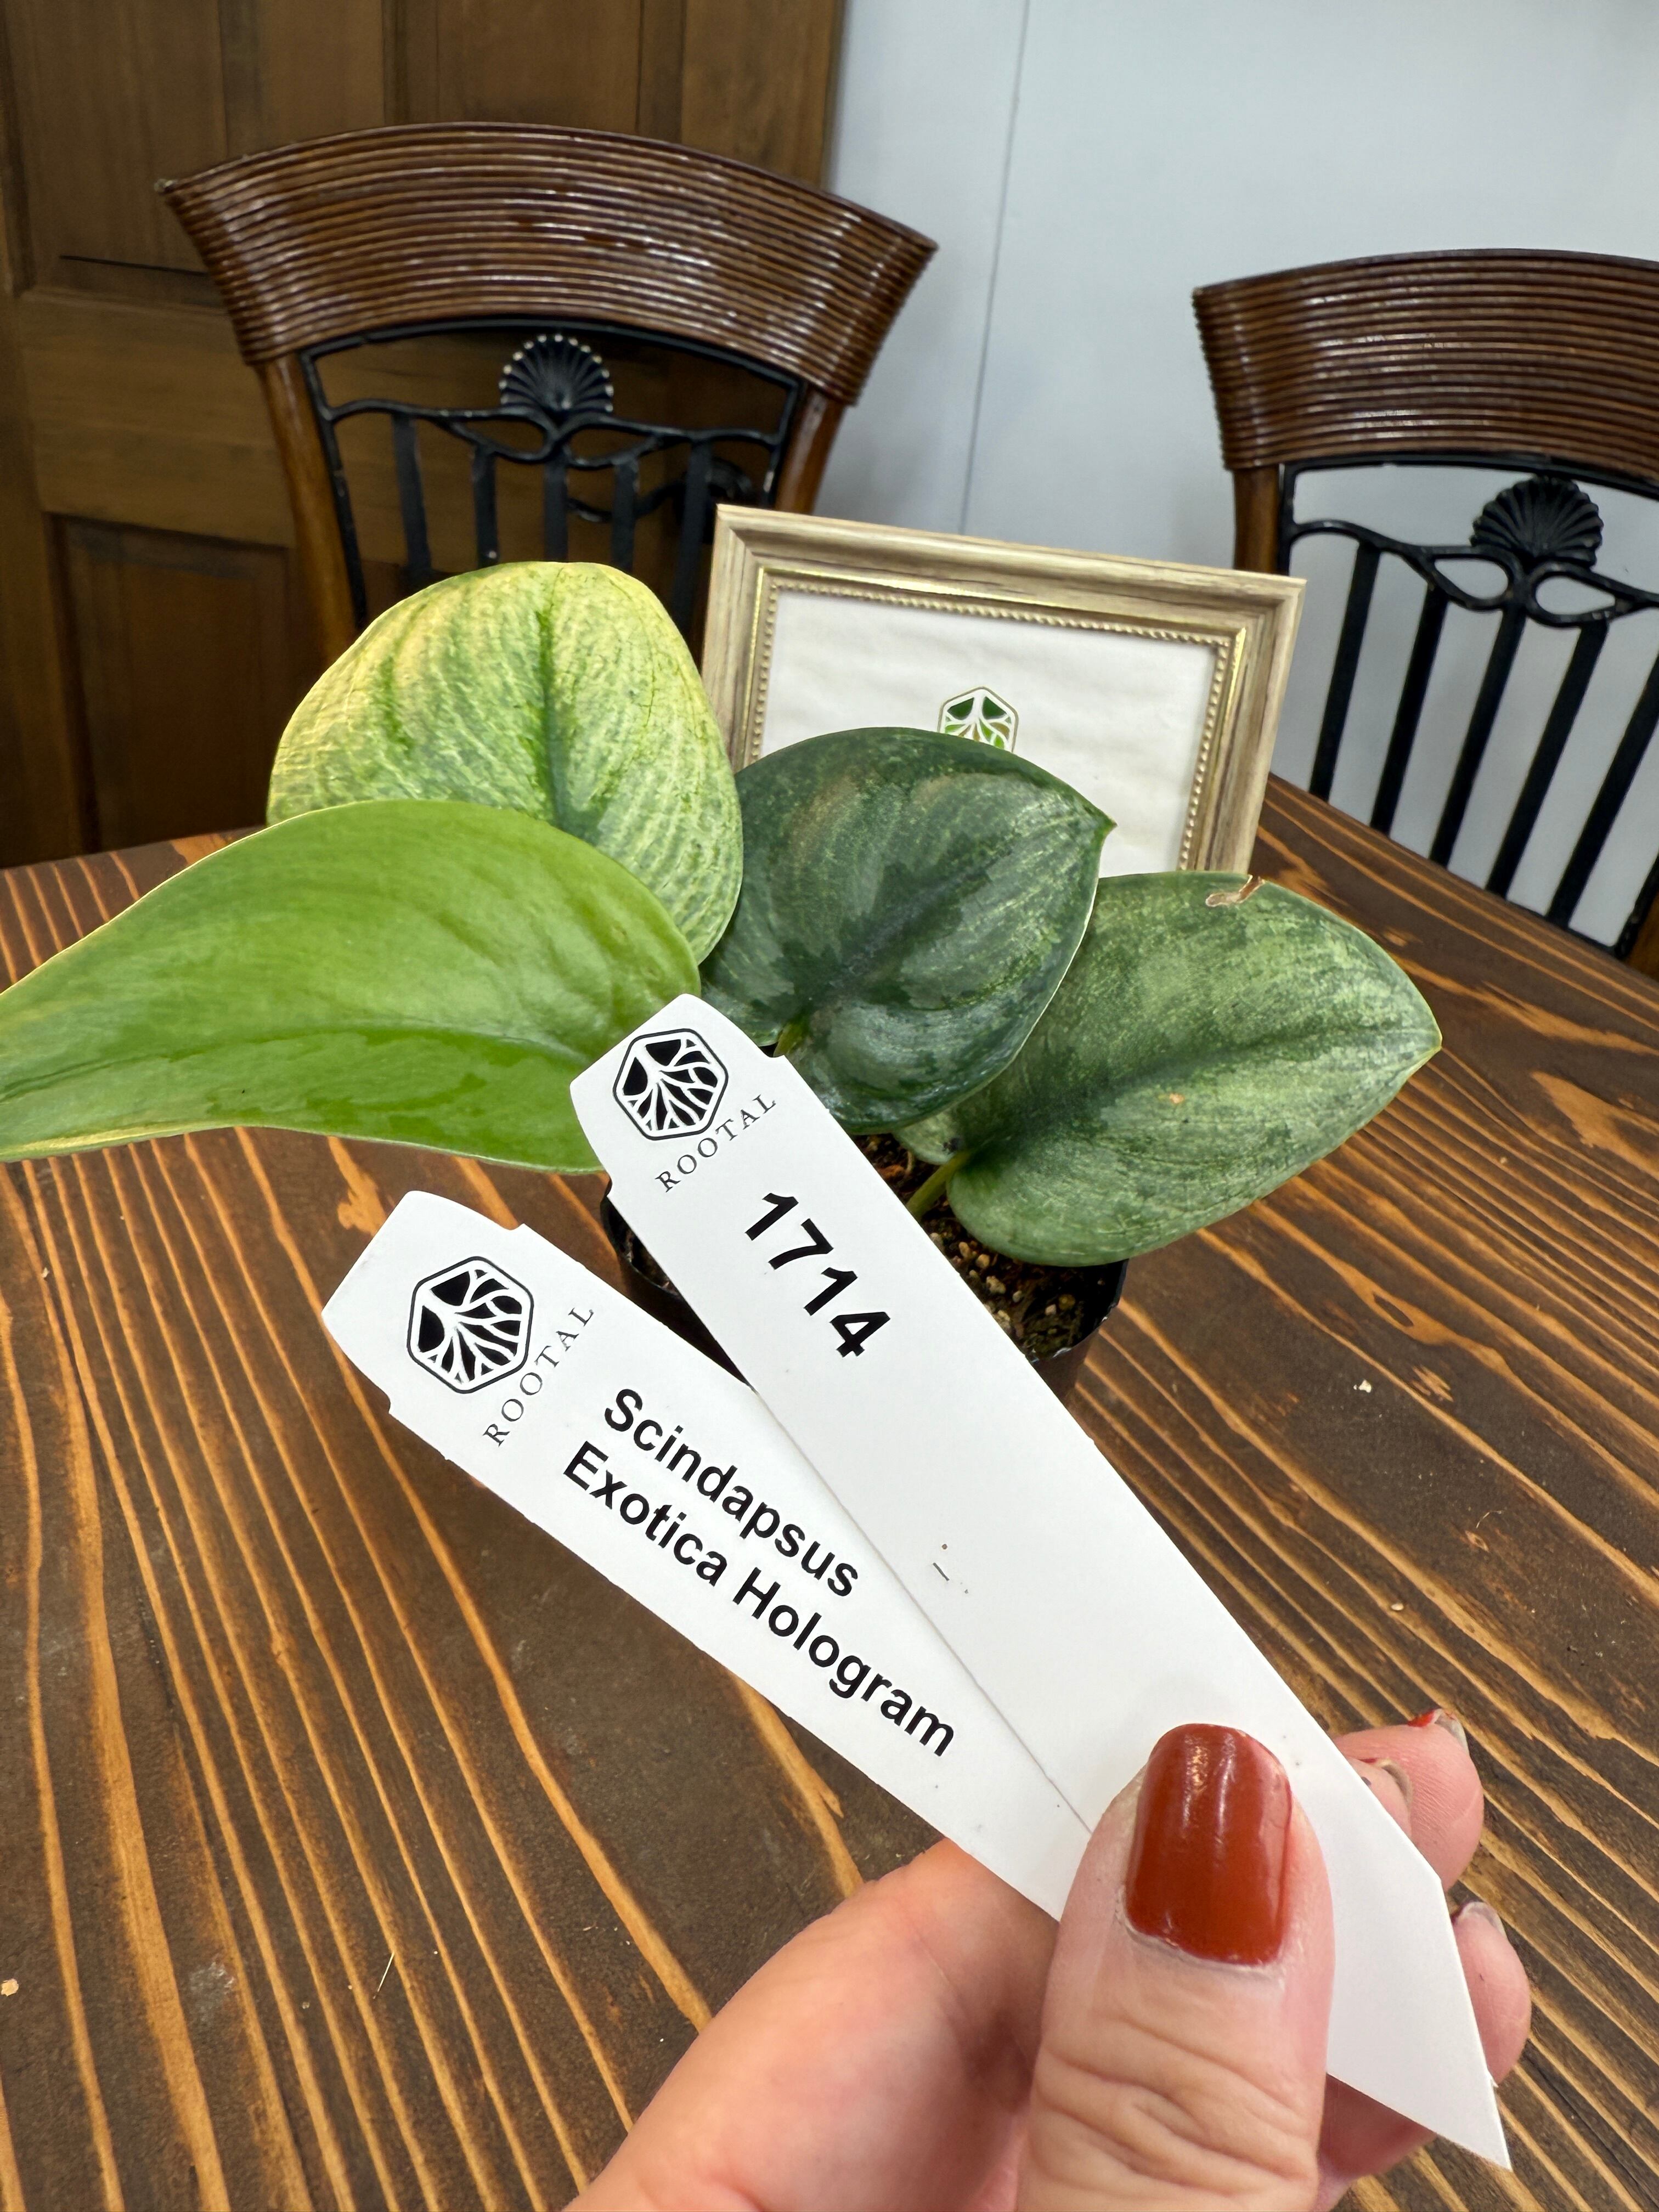 ROOTAL
1714
ROOTAL
Scindapsus
Exotica Hologram